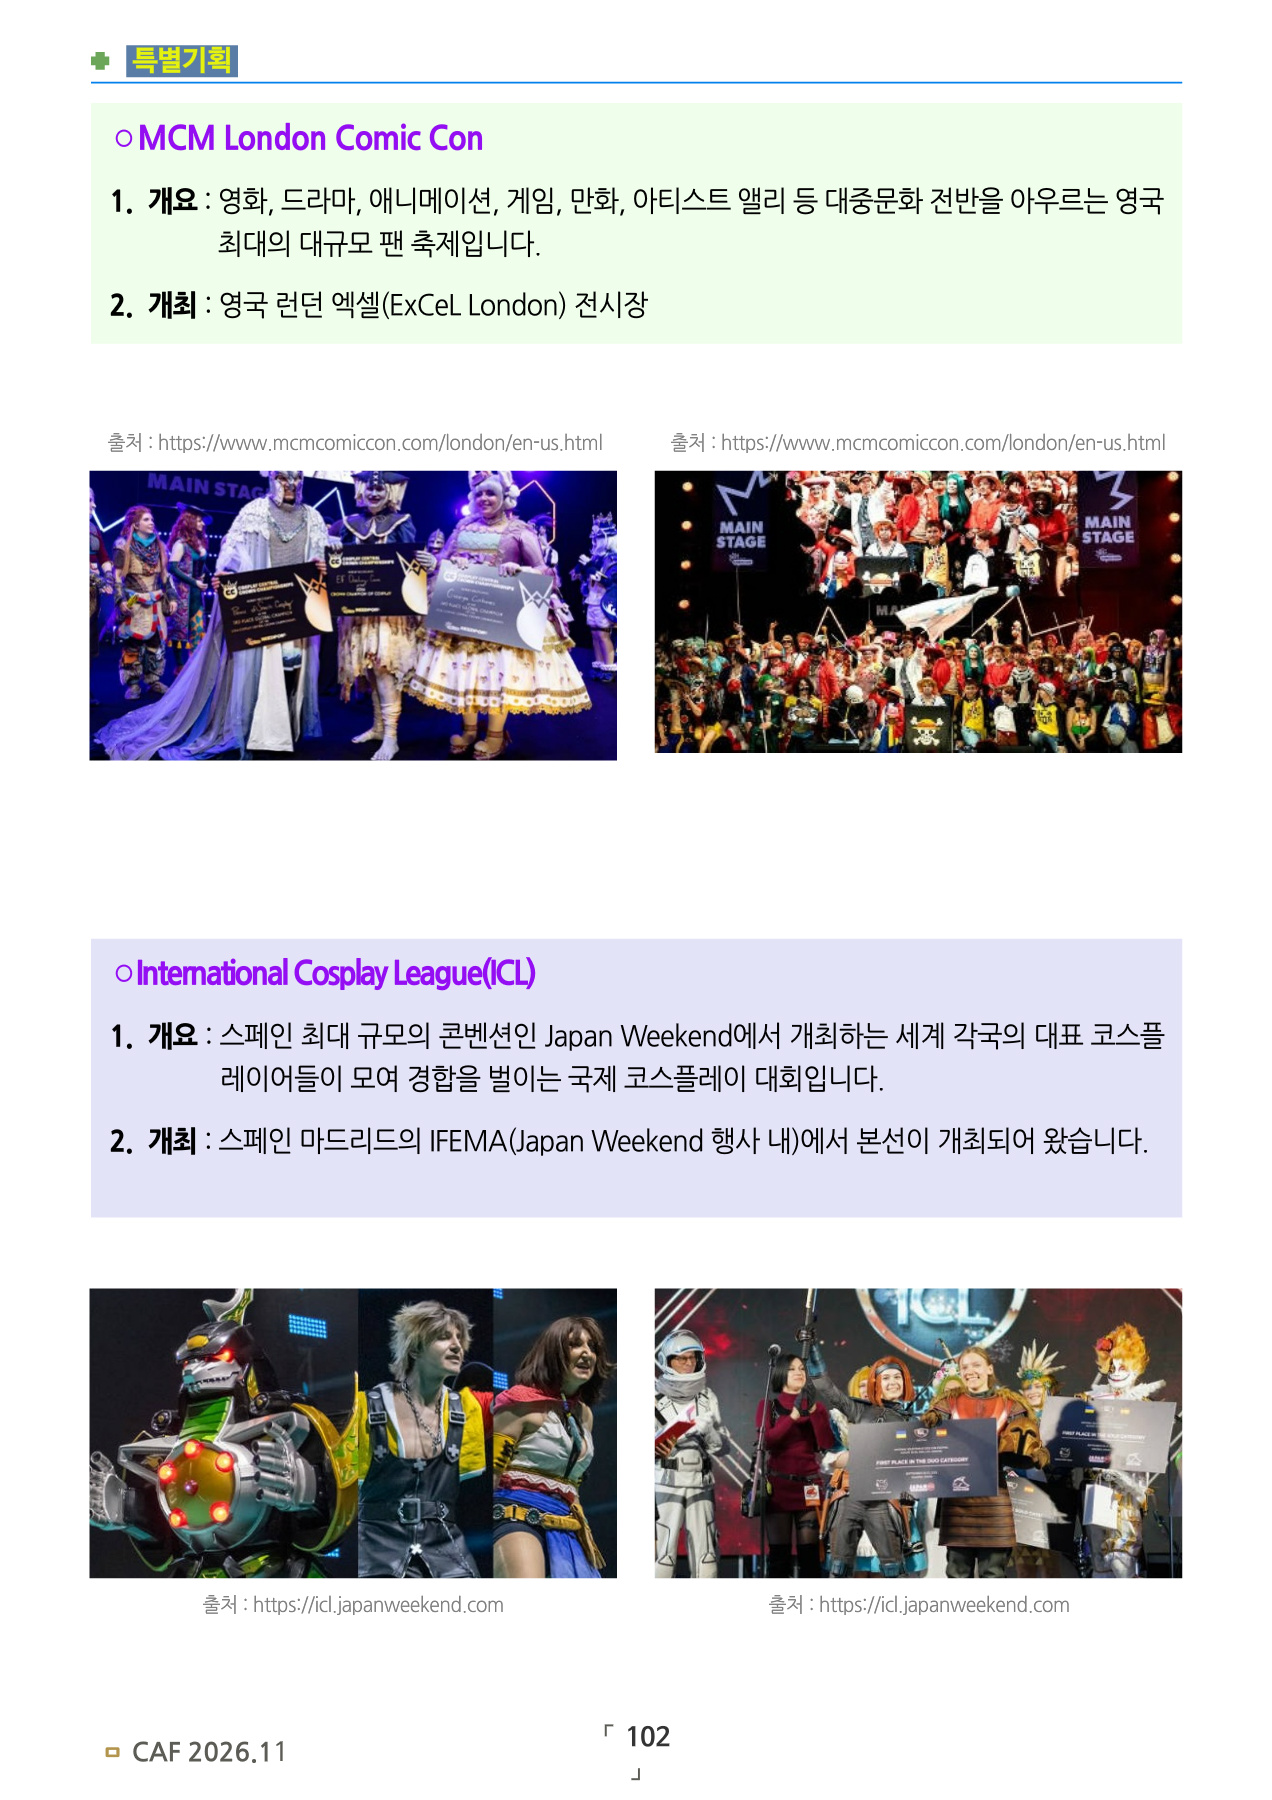 특별기획
○MCM London Comic Con
1. 개요 : 영화, 드라마, 애니메이션, 게임, 만화, 아티스트 앨리 등 대중문화 전반을 아우르는 영국
최대의 대규모 팬 축제입니다.
2. 개최 : 영국 런던 엑셀(ExCeL London) 전시장
출처 : https://www.mcmcomiccon.com/london/en-us.html
출처 : https://www.mcmcomiccon.com/london/en-us.html
MAIN STAGE
COSPLAY CENTRAL
CROWN CHAMPIONSHIPS
MAIN
STAGE
MAIN
STAGE
○International Cosplay League(ICL)
1. 개요 : 스페인 최대 규모의 콘벤션인 Japan Weekend에서 개최하는 세계 각국의 대표 코스플
레이어들이 모여 경합을 벌이는 국제 코스플레이 대회입니다.
2. 개최 : 스페인 마드리드의 IFEMA(Japan Weekend 행사 내)에서 본선이 개최되어 왔습니다.
ICL
FIRST PLACE IN THE DUO CATEGORY
FIRST PLACE IN THE SOLO CATEGORY
출처 : https://icl.japanweekend.com
출처 : https://icl.japanweekend.com
CAF 2026.11
「 102
」